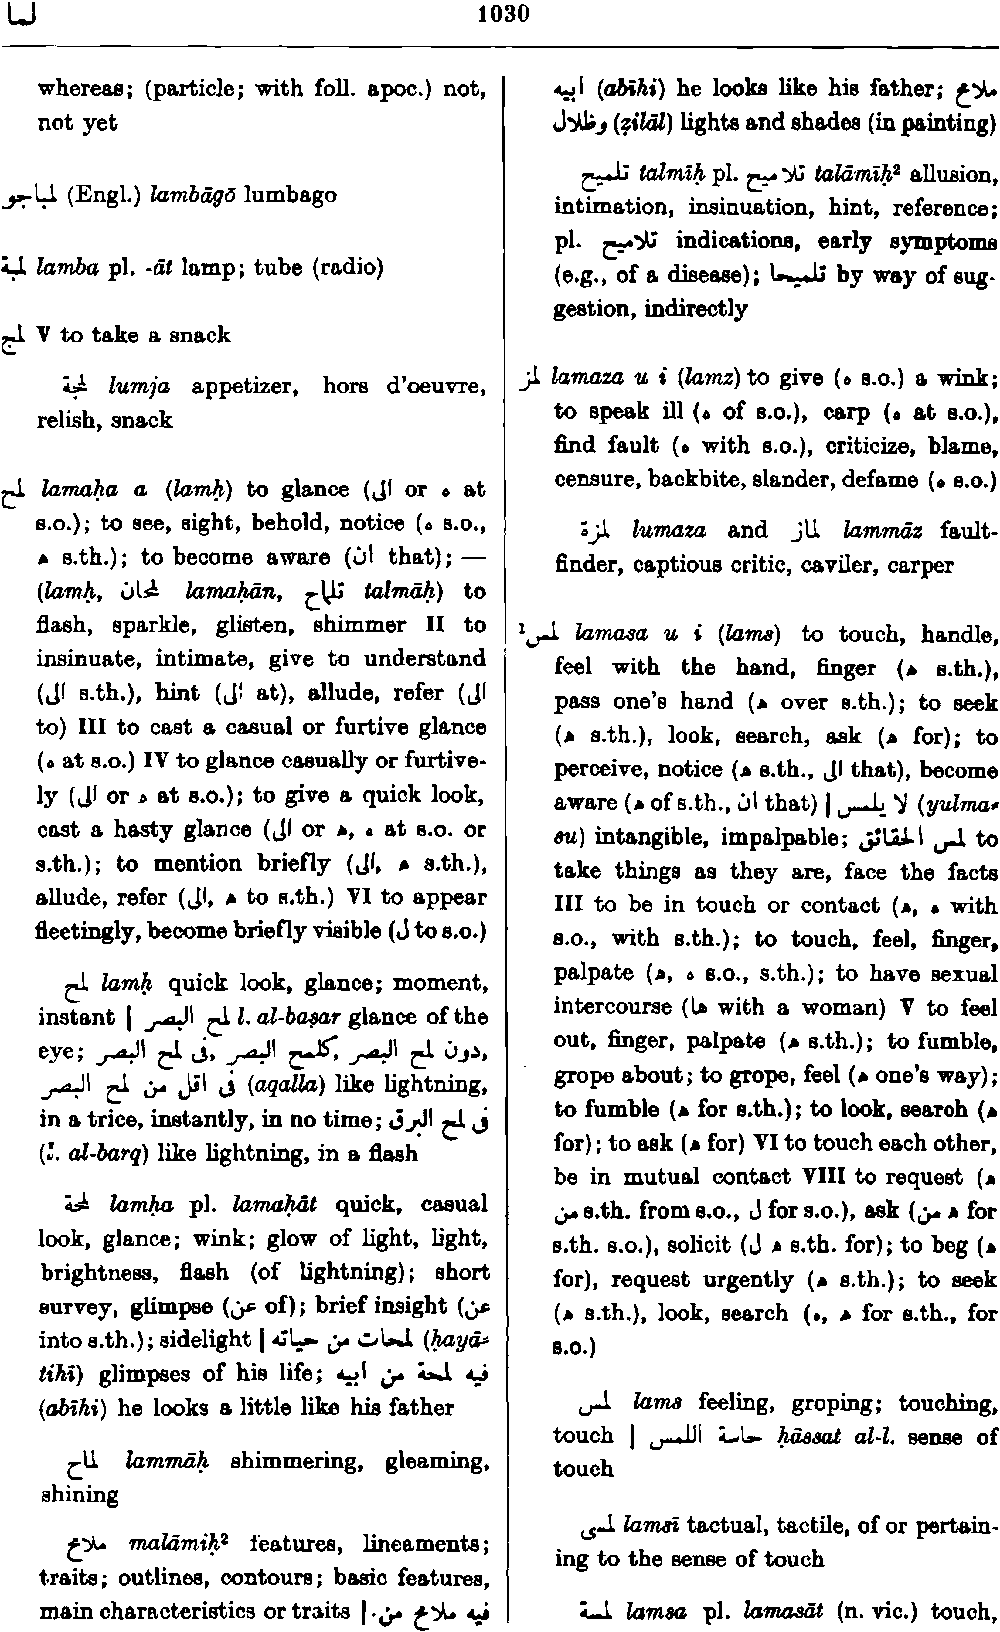 لما
1030
whereas; (particle; with foll. apoc.) not,
not yet
لمباجو (Engl.) lambāgō lumbago
لمبة lamba pl. -āt lamp; tube (radio)
لمج V to take a snack
لمجة lumja appetizer, hors d'oeuvre,
relish, snack
لمح lamaḥa a (lamḥ) to glance (الى or ه at
s.o.); to see, sight, behold, notice (ه s.o.,
ﻫ s.th.); to become aware (ان that); —
(lamḥ, لمحان lamaḥān, تلماح talmāḥ) to
flash, sparkle, glisten, shimmer II to
insinuate, intimate, give to understand
(الى s.th.), hint (الى at), allude, refer (الى
to) III to cast a casual or furtive glance
(ه at s.o.) IV to glance casually or furtive-
ly (الى or ه at s.o.); to give a quick look,
cast a hasty glance (الى or ﻫ, ه at s.o. or
s.th.); to mention briefly (الى, ﻫ s.th.),
allude, refer (الى, ﻫ to s.th.) VI to appear
fleetingly, become briefly visible (ل to s.o.)
لمح lamḥ quick look, glance; moment,
instant | لمح البصر l. al-baṣar glance of the
eye; فى لمح البصر, كلمح البصر, دون لمح البصر,
فى اقل من لمح البصر (aqalla) like lightning,
in a trice, instantly, in no time; فى لمح البرق
(l. al-barq) like lightning, in a flash
لمحة lamḥa pl. lamaḥāt quick, casual
look, glance; wink; glow of light, light,
brightness, flash (of lightning); short
survey, glimpse (عن of); brief insight (عن
into s.th.); sidelight | لمحات من حياته (ḥayā-
tihī) glimpses of his life; فيه لمحة من ابيه
(abīhi) he looks a little like his father
لماح lammāḥ shimmering, gleaming,
shining
ملامح malāmiḥ² features, lineaments;
traits; outlines, contours; basic features,
main characteristics or traits | فيه ملامح من
ابيه (abīhi) he looks like his father; ملامح
وظلال (ẓilāl) lights and shades (in painting)
تلميح talmīḥ pl. تلاميح talāmīḥ² allusion,
intimation, insinuation, hint, reference;
pl. تلاميح indications, early symptoms
(e.g., of a disease); تلميحا by way of sug-
gestion, indirectly
لمز lamaza u i (lamz) to give (ه s.o.) a wink;
to speak ill (ه of s.o.), carp (ه at s.o.),
find fault (ه with s.o.), criticize, blame,
censure, backbite, slander, defame (ه s.o.)
لمزة lumaza and لماز lammāz fault-
finder, captious critic, caviler, carper
¹لمس lamasa u i (lams) to touch, handle,
feel with the hand, finger (ﻫ s.th.),
pass one's hand (ﻫ over s.th.); to seek
(ﻫ s.th.), look, search, ask (ﻫ for); to
perceive, notice (ﻫ s.th., ال that), become
aware (ﻫ of s.th., ان that) | لا يلمس (yulma-
su) intangible, impalpable; لمس الحقائق to
take things as they are, face the facts
III to be in touch or contact (ﻫ, ه with
s.o., with s.th.); to touch, feel, finger,
palpate (ﻫ, ه s.o., s.th.); to have sexual
intercourse (ها with a woman) V to feel
out, finger, palpate (ﻫ s.th.); to fumble,
grope about; to grope, feel (ﻫ one's way);
to fumble (ﻫ for s.th.); to look, search (ﻫ
for); to ask (ﻫ for) VI to touch each other,
be in mutual contact VIII to request (ﻫ
من s.th. from s.o., ل for s.o.), ask (ﻫ من for
s.th. s.o.), solicit (ﻫ ل s.th. for); to beg (ﻫ
for), request urgently (ﻫ s.th.); to seek
(ﻫ s.th.), look, search (ه, ﻫ for s.th., for
s.o.)
لمس lams feeling, groping; touching,
touch | حاسة اللمس ḥāssat al-l. sense of
touch
لمسى lamsī tactual, tactile, of or pertain-
ing to the sense of touch
لمسة lamsa pl. lamasāt (n. vic.) touch,